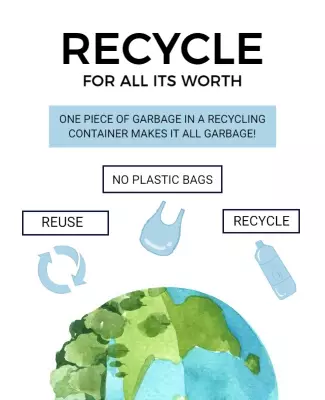 RECYCLE
FOR ALL ITS WORTH
ONE PIECE OF GARBAGE IN A RECYCLING
CONTAINER MAKES IT ALL GARBAGE!
NO PLASTIC BAGS
REUSE
RECYCLE